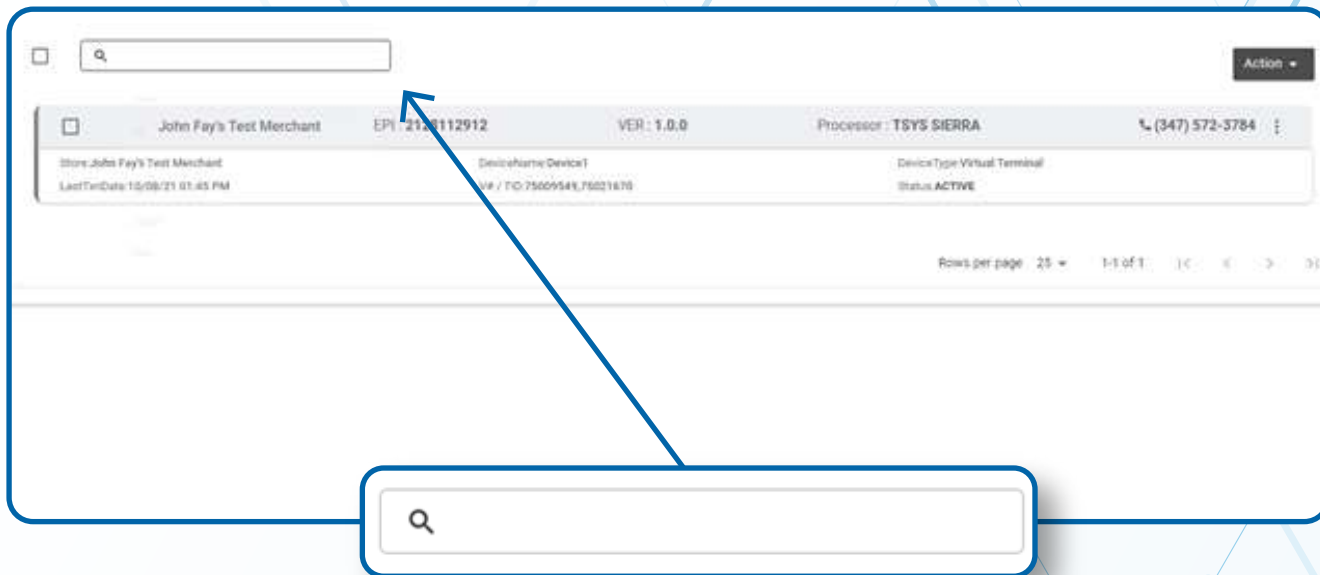 Action
John Fay's Test Merchant EPI : 2128112912 VER : 1.0.0 Processor : TSYS SIERRA (347) 572-3784
Store:John Fay's Test Merchant DeviceName:Device1 DeviceType:Virtual Terminal
LastTxnDate:10/08/21 01:45 PM V# / TID:75009549,75021670 Status:ACTIVE
Rows per page 25 1-1 of 1